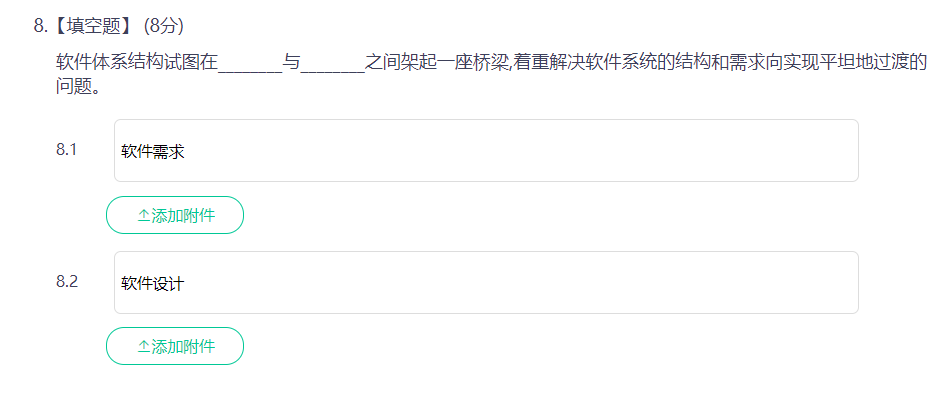 8.【填空题】 (8分)
软件体系结构试图在________与________之间架起一座桥梁,着重解决软件系统的结构和需求向实现平坦地过渡的
问题。
8.1
软件需求
添加附件
8.2
软件设计
添加附件